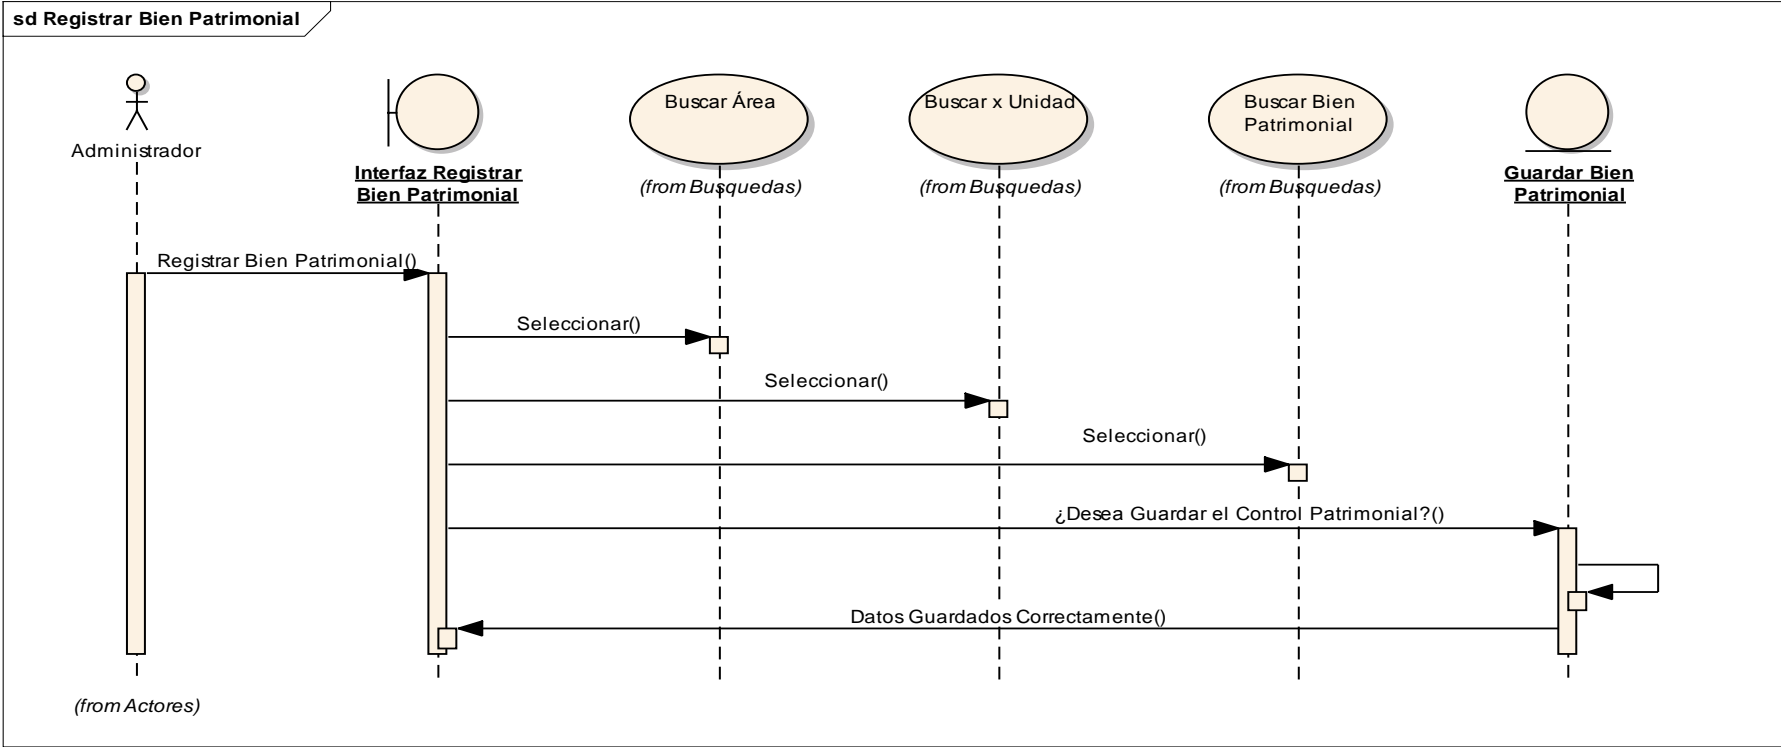 sd Registrar Bien Patrimonial
Administrador
Interfaz Registrar
Bien Patrimonial
Buscar Área
(from Busquedas)
Buscar x Unidad
(from Busquedas)
Buscar Bien
Patrimonial
(from Busquedas)
Guardar Bien
Patrimonial
Registrar Bien Patrimonial()
Seleccionar()
Seleccionar()
Seleccionar()
¿Desea Guardar el Control Patrimonial?()
Datos Guardados Correctamente()
(from Actores)